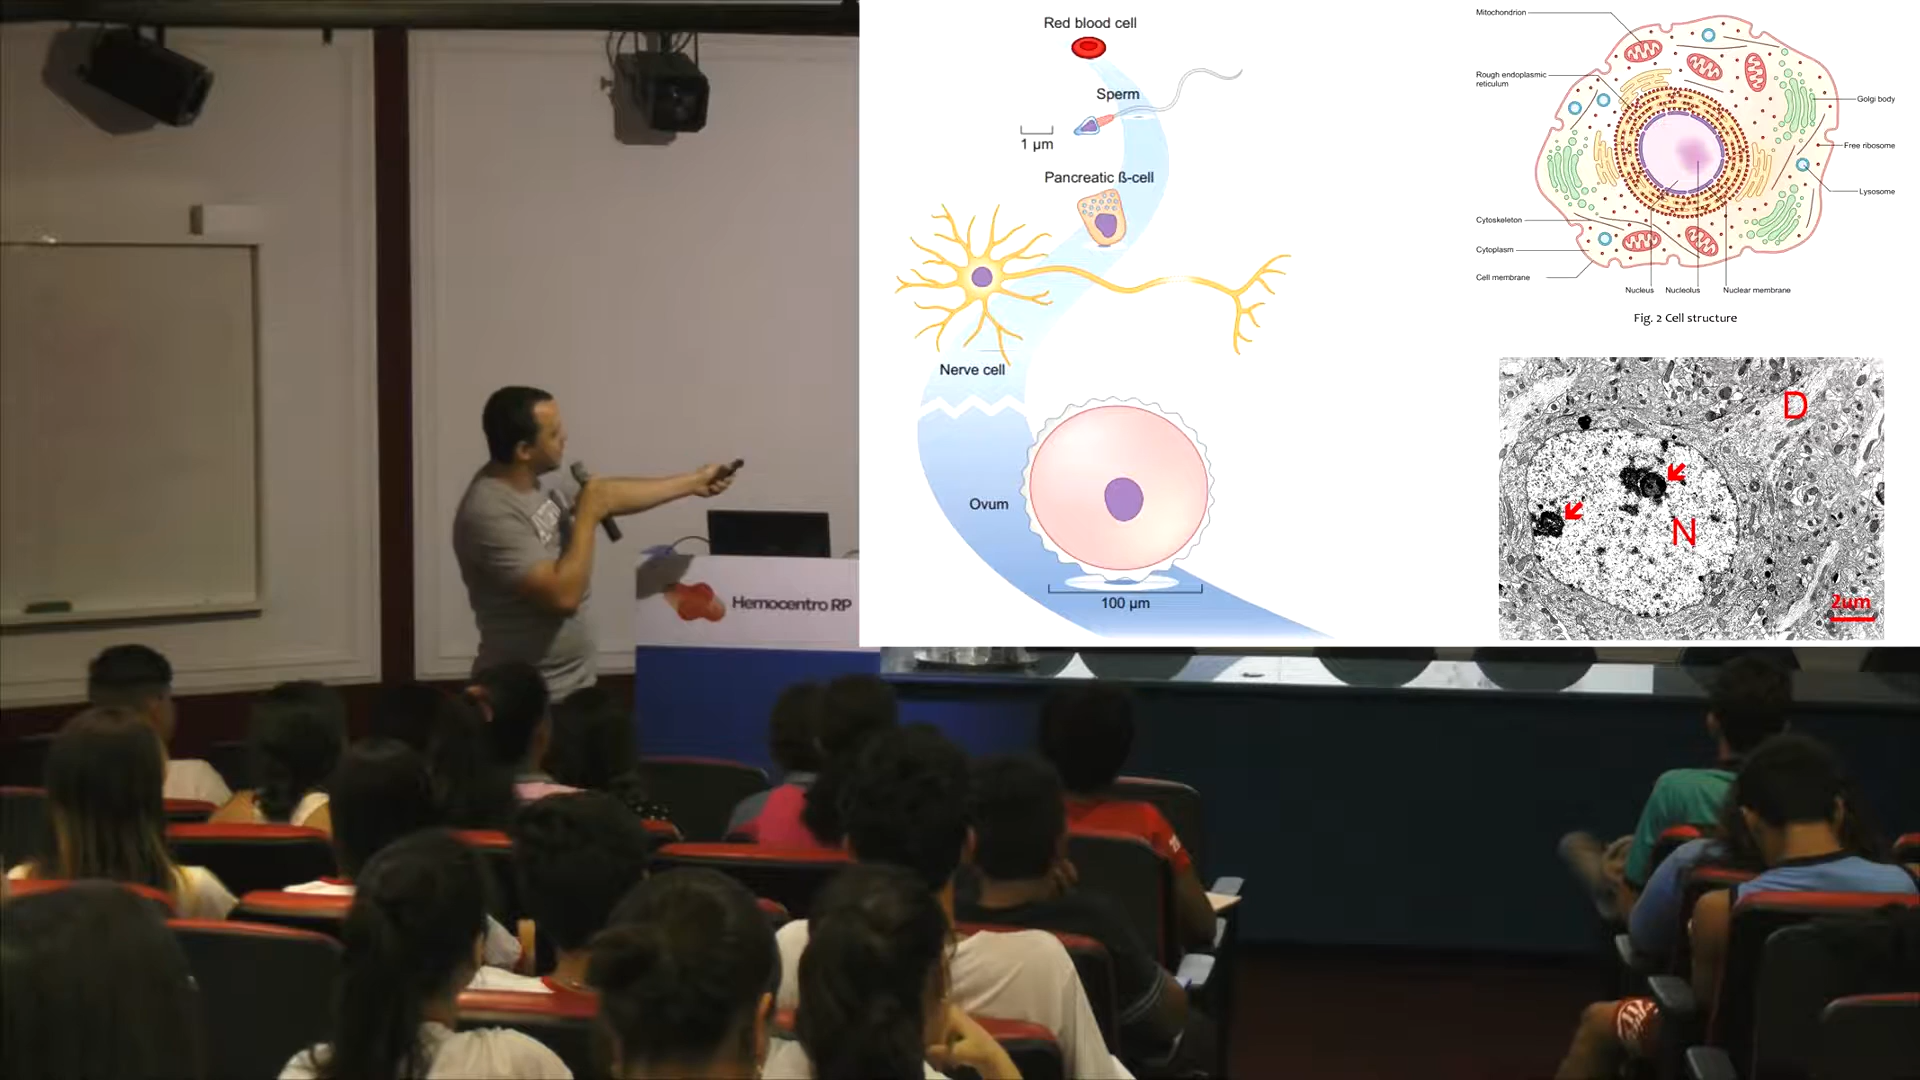 Red blood cell
Sperm
1 µm
Pancreatic ß-cell
Nerve cell
Ovum
100 µm
Mitochondrion
Rough endoplasmic
reticulum
Golgi body
Free ribosome
Lysosome
Cytoskeleton
Cytoplasm
Cell membrane
Nucleus
Nucleolus
Nuclear membrane
Fig. 2 Cell structure
D
N
2um
Hemocentro RP